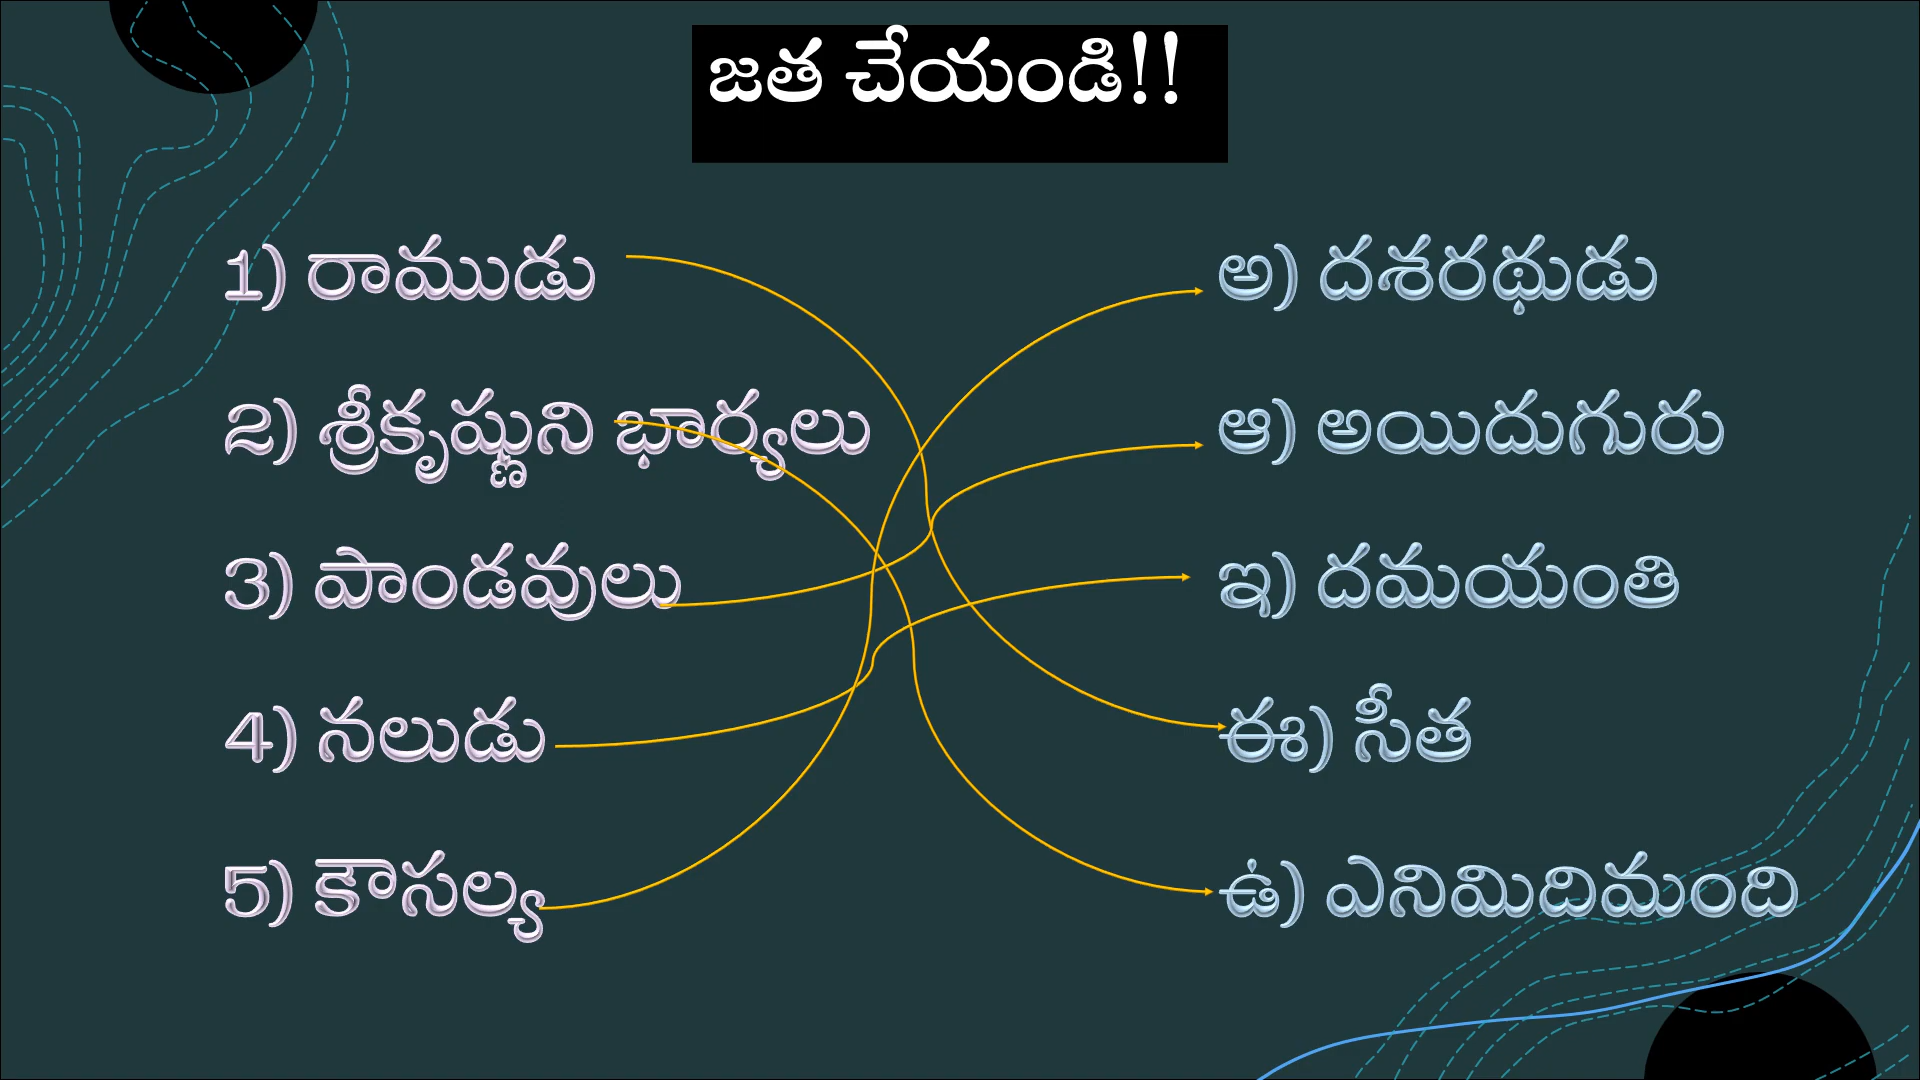 జత చేయండి!!
1) రాముడు
2) శ్రీకృష్ణుని భార్యలు
3) పాండవులు
4) నలుడు
5) కౌసల్య
అ) దశరథుడు
ఆ) అయిదుగురు
ఇ) దమయంతి
ఈ) సీత
ఉ) ఎనిమిదిమంది